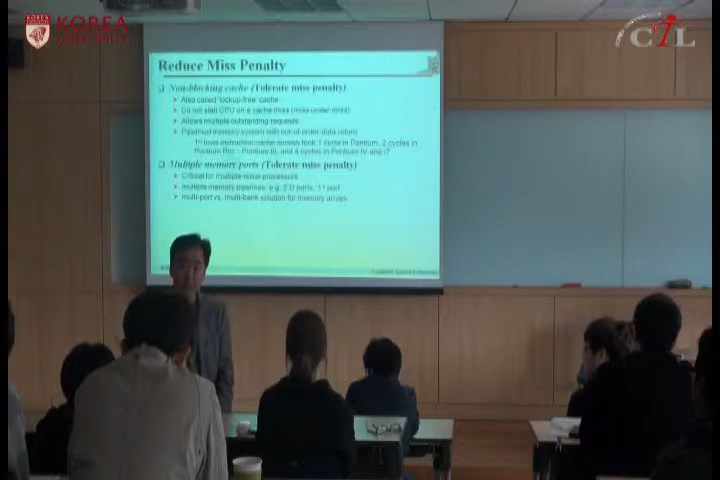 KOREA
UNIVERSITY
CTL
Reduce Miss Penalty
Non-blocking cache (Tolerate miss penalty)
Also called 'lockup-free' cache
Do not stall CPU on a cache miss (miss under miss)
Allows multiple outstanding requests
Pipelined memory system with out-of-order data return
1st level instruction cache access took 1 cycle in Pentium, 2 cycles in
Pentium Pro ~ Pentium III, and 4 cycles in Pentium IV and i7
Multiple memory ports (Tolerate miss penalty)
Critical for multiple-issue processors
multiple memory pipelines: e.g. 2 D ports, 1 I port
multi-port vs. multi-bank solution for memory arrays